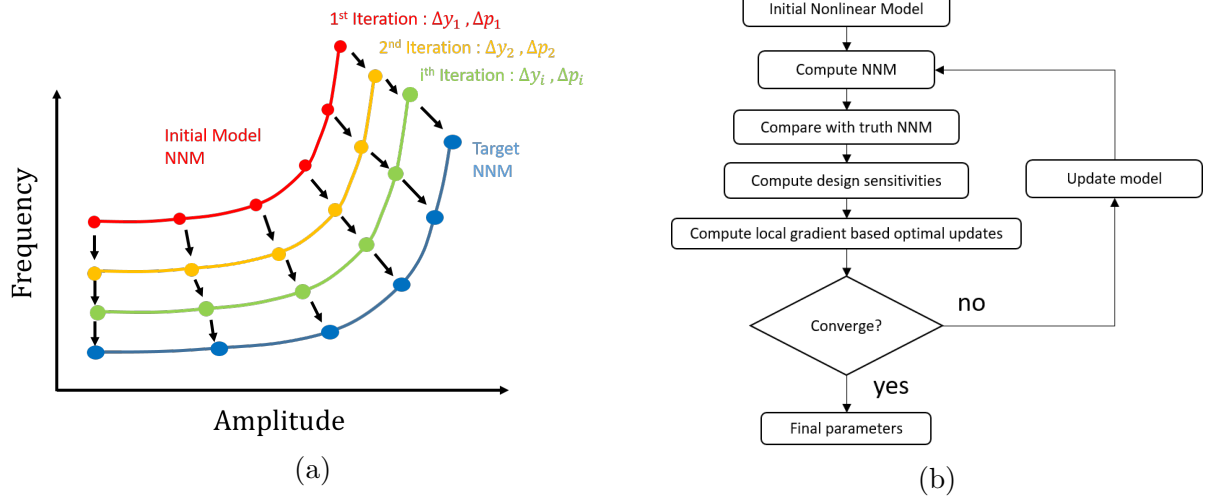 1st Iteration : Δy1 , Δp1
2nd Iteration : Δy2 , Δp2
ith Iteration : Δyi , Δpi
Initial Model
NNM
Target
NNM
Frequency
Amplitude
(a)
Initial Nonlinear Model
Compute NNM
Compare with truth NNM
Compute design sensitivities
Update model
Compute local gradient based optimal updates
no
Converge?
yes
Final parameters
(b)